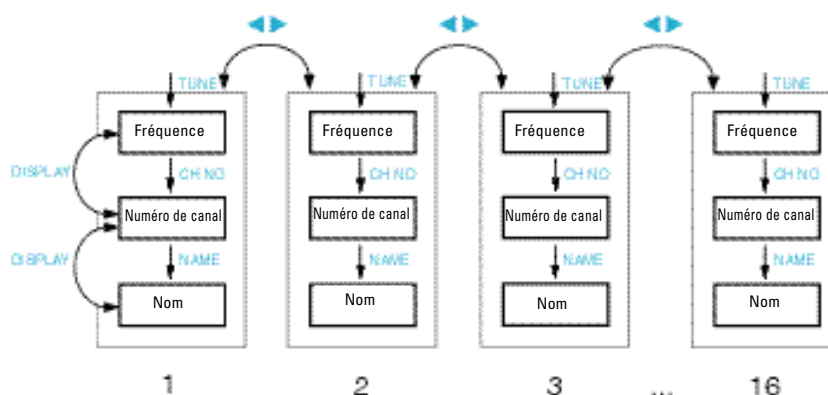 TUNE TUNE TUNE TUNE
Fréquence Fréquence Fréquence Fréquence
DISPLAY CH NO CH NO CH NO CH NO
Numéro de canal Numéro de canal Numéro de canal Numéro de canal
DISPLAY NAME NAME NAME NAME
Nom Nom Nom Nom
1 2 3 ... 16